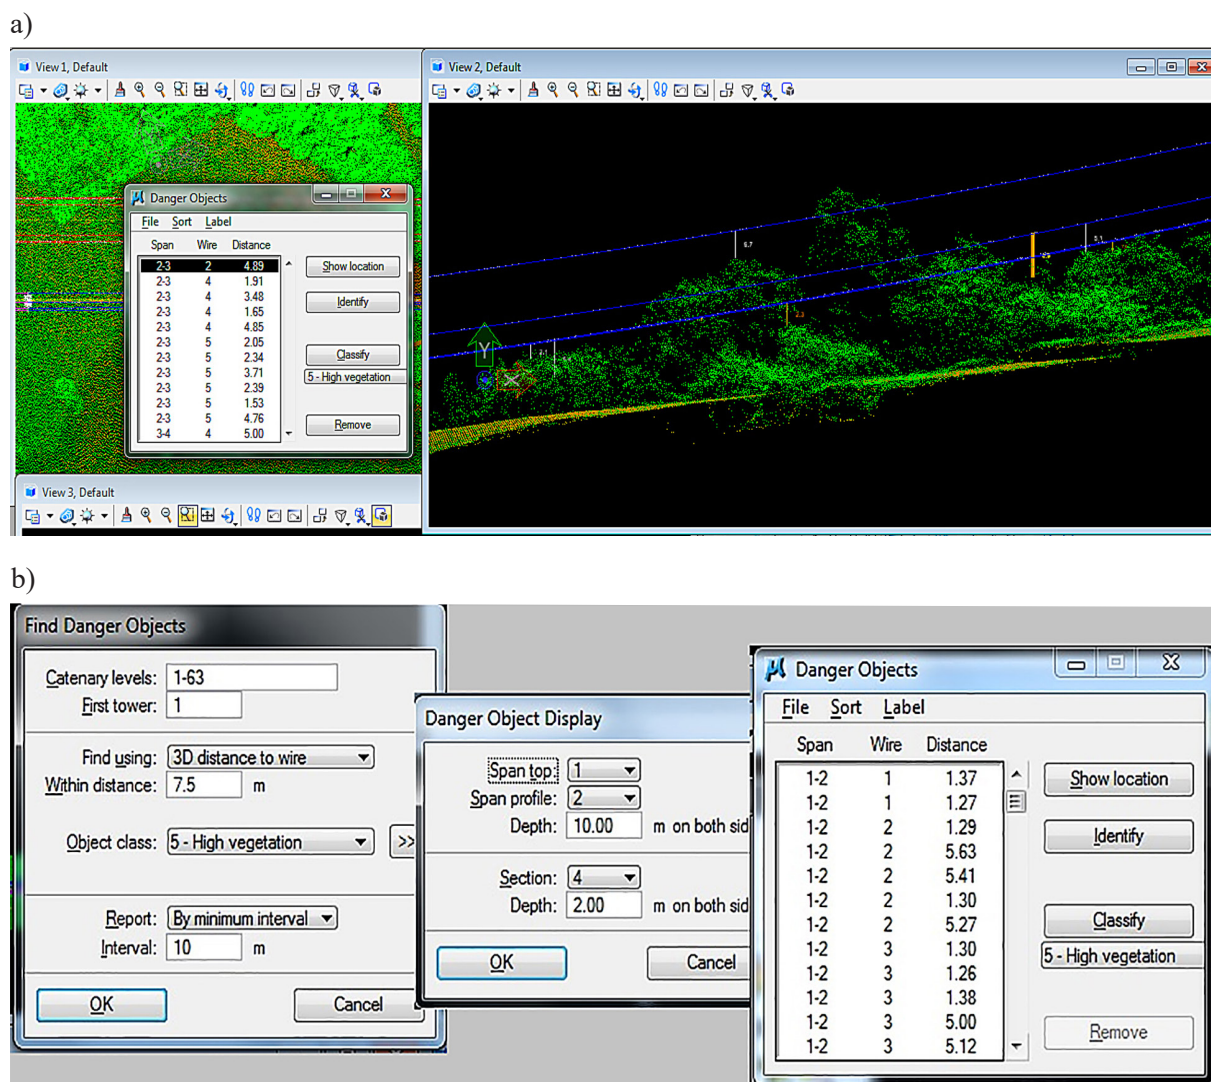 a)
View 1, Default
View 2, Default
Danger Objects
File Sort Label
Span Wire Distance
2-3 2 4.89
2-3 4 1.91
2-3 4 3.48
2-3 4 1.65
2-3 4 4.85
2-3 5 2.05
2-3 5 2.34
2-3 5 3.71
2-3 5 2.39
2-3 5 1.53
2-3 5 4.76
3-4 4 5.00
Show location
Identify
Classify
5 - High vegetation
Remove
Y
X
View 3, Default
b)
Find Danger Objects
Catenary levels: 1-63
First tower: 1
Find using: 3D distance to wire
Within distance: 7.5 m
Object class: 5 - High vegetation >>
Report: By minimum interval
Interval: 10 m
OK Cancel
Danger Object Display
Span top: 1
Span profile: 2
Depth: 10.00 m on both sid
Section: 4
Depth: 2.00 m on both sid
OK Cancel
Danger Objects
File Sort Label
Span Wire Distance
1-2 1 1.37
1-2 1 1.27
1-2 2 1.29
1-2 2 5.63
1-2 2 5.41
1-2 2 1.30
1-2 2 5.27
1-2 3 1.30
1-2 3 1.26
1-2 3 1.38
1-2 3 5.00
1-2 3 5.12
Show location
Identify
Classify
5 - High vegetation
Remove